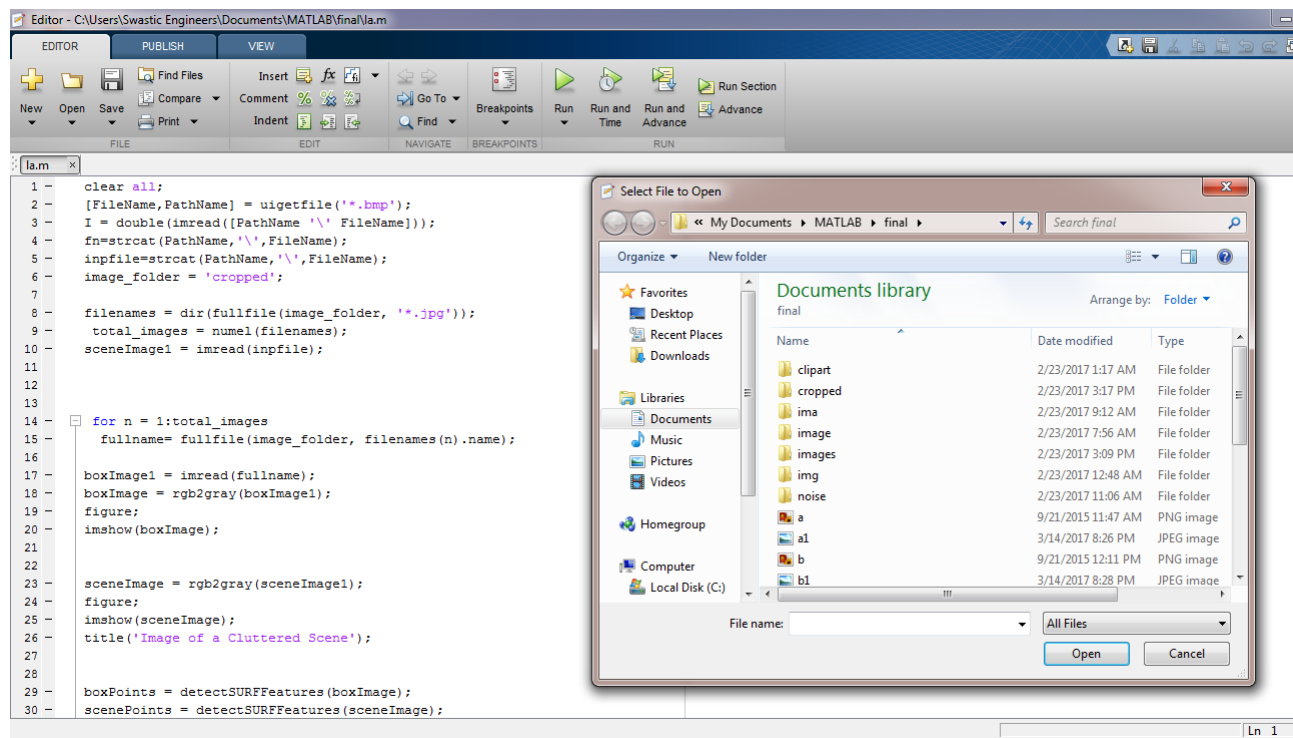 Editor - C:\Users\Swastic Engineers\Documents\MATLAB\final\la.m
EDITOR PUBLISH VIEW
New Open Save Find Files Compare Print
Insert fx Comment Indent
Go To Find
Breakpoints Run Run and Time Run and Advance Run Section Advance
FILE EDIT NAVIGATE BREAKPOINTS RUN
la.m ×
1 clear all;
2 [FileName,PathName] = uigetfile('*.bmp');
3 I = double(imread([PathName '\' FileName]));
4 fn=strcat(PathName,'\',FileName);
5 inpfile=strcat(PathName,'\',FileName);
6 image_folder = 'cropped';
7
8 filenames = dir(fullfile(image_folder, '*.jpg'));
9 total_images = numel(filenames);
10 sceneImage1 = imread(inpfile);
11
12
13
14 for n = 1:total_images
15 fullname= fullfile(image_folder, filenames(n).name);
16
17 boxImage1 = imread(fullname);
18 boxImage = rgb2gray(boxImage1);
19 figure;
20 imshow(boxImage);
21
22
23 sceneImage = rgb2gray(sceneImage1);
24 figure;
25 imshow(sceneImage);
26 title('Image of a Cluttered Scene');
27
28
29 boxPoints = detectSURFFeatures(boxImage);
30 scenePoints = detectSURFFeatures(sceneImage);
Select File to Open
« My Documents MATLAB final
Search final
Organize New folder
Favorites
Desktop
Recent Places
Downloads
Libraries
Documents
Music
Pictures
Videos
Homegroup
Computer
Local Disk (C:)
Documents library
final
Arrange by: Folder
Name Date modified Type
clipart 2/23/2017 1:17 AM File folder
cropped 2/23/2017 3:17 PM File folder
ima 2/23/2017 9:12 AM File folder
image 2/23/2017 7:56 AM File folder
images 2/23/2017 3:09 PM File folder
img 2/23/2017 12:48 AM File folder
noise 2/23/2017 11:06 AM File folder
a 9/21/2015 11:47 AM PNG image
a1 3/14/2017 8:26 PM JPEG image
b 9/21/2015 12:11 PM PNG image
b1 3/14/2017 8:28 PM JPEG image
File name:
All Files
Open Cancel
Ln 1